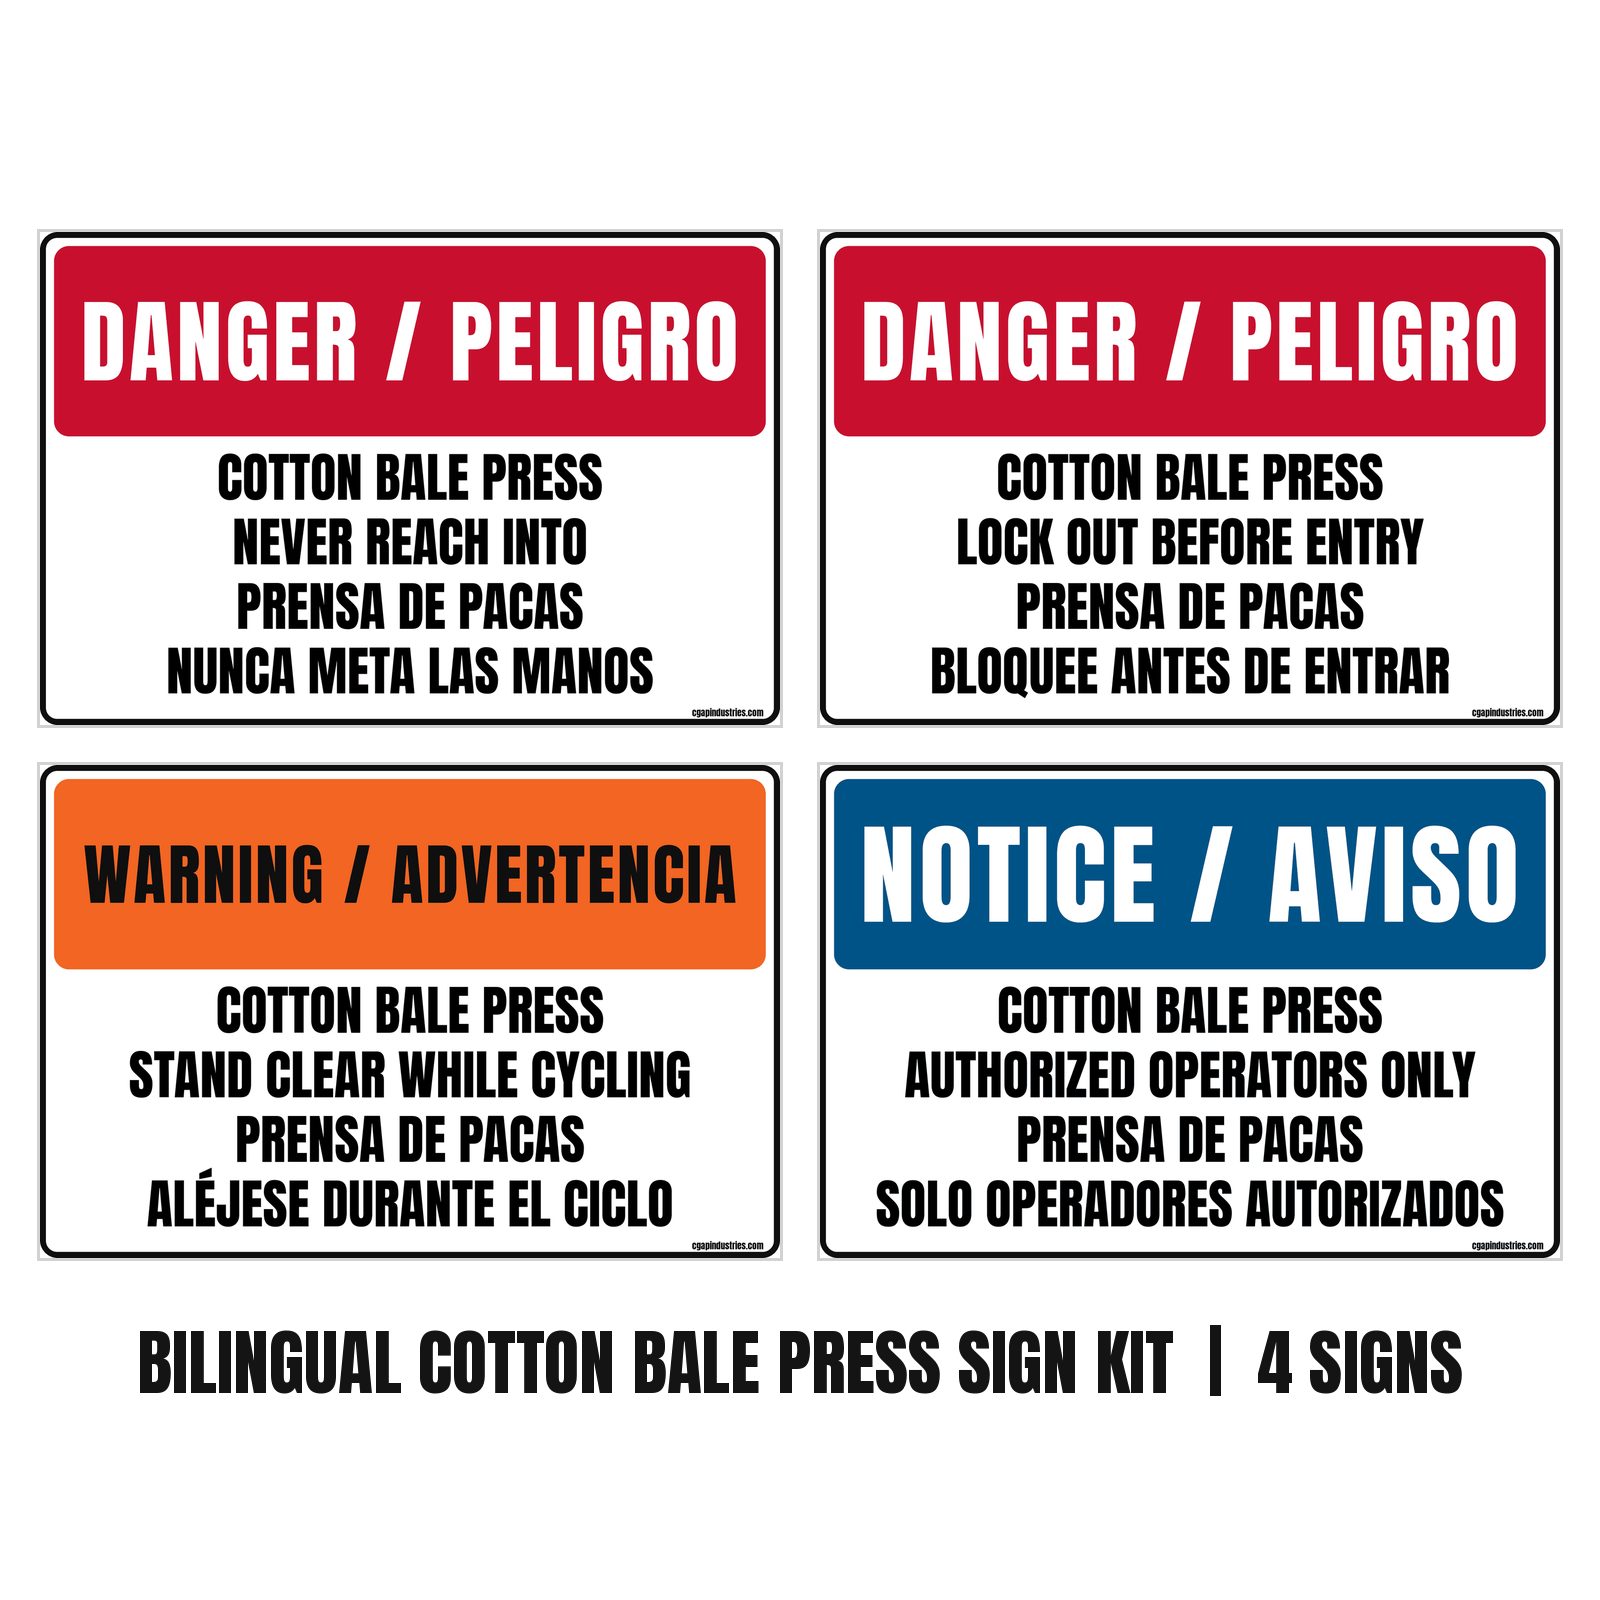 DANGER / PELIGRO
COTTON BALE PRESS
NEVER REACH INTO
PRENSA DE PACAS
NUNCA META LAS MANOS
cgapindustries.com
DANGER / PELIGRO
COTTON BALE PRESS
LOCK OUT BEFORE ENTRY
PRENSA DE PACAS
BLOQUEE ANTES DE ENTRAR
cgapindustries.com
WARNING / ADVERTENCIA
COTTON BALE PRESS
STAND CLEAR WHILE CYCLING
PRENSA DE PACAS
ALÉJESE DURANTE EL CICLO
cgapindustries.com
NOTICE / AVISO
COTTON BALE PRESS
AUTHORIZED OPERATORS ONLY
PRENSA DE PACAS
SOLO OPERADORES AUTORIZADOS
cgapindustries.com
BILINGUAL COTTON BALE PRESS SIGN KIT | 4 SIGNS